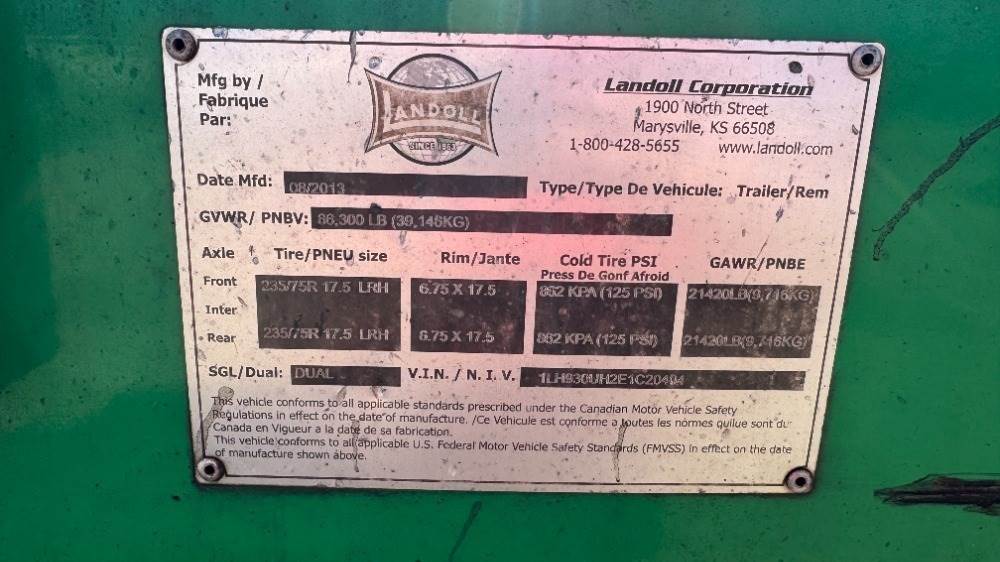 Mfg by /
Fabrique
Par:
LANDOLL
SINCE 1963
Landoll Corporation
1900 North Street
Marysville, KS 66508
1-800-428-5655 www.landoll.com
Date Mfd: 08/2013 Type/Type De Vehicule: Trailer/Rem
GVWR/ PNBV: 86,300 LB (39,146KG)
Axle Tire/PNEU size Rim/Jante Cold Tire PSI GAWR/PNBE
Press De Gonf Afroid
Front 235/75R 17.5 LRH 6.75 X 17.5 862 KPA (125 PSI) 21420LB(9,716KG)
Inter
Rear 235/75R 17.5 LRH 6.75 X 17.5 862 KPA (125 PSI) 21420LB(9,716KG)
SGL/Dual: DUAL V.I.N. / N.I.V. 1LH930UH2E1C20494
This vehicle conforms to all applicable standards prescribed under the Canadian Motor Vehicle Safety
Regulations in effect on the date of manufacture. /Ce Vehicule est conforme a toutes les normes quilue sont du
Canada en Vigueur a la date de sa fabrication.
This vehicle conforms to all applicable U.S. Federal Motor Vehicle Safety Standards (FMVSS) in effect on the date
of manufacture shown above.